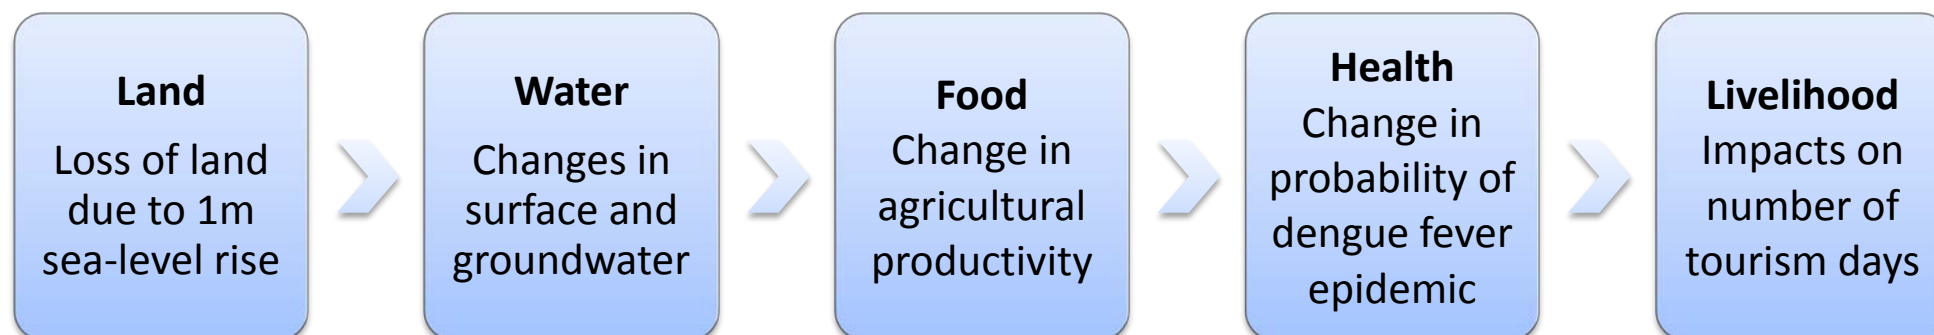 Land
Loss of land
due to 1m
sea-level rise
Water
Changes in
surface and
groundwater
Food
Change in
agricultural
productivity
Health
Change in
probability of
dengue fever
epidemic
Livelihood
Impacts on
number of
tourism days